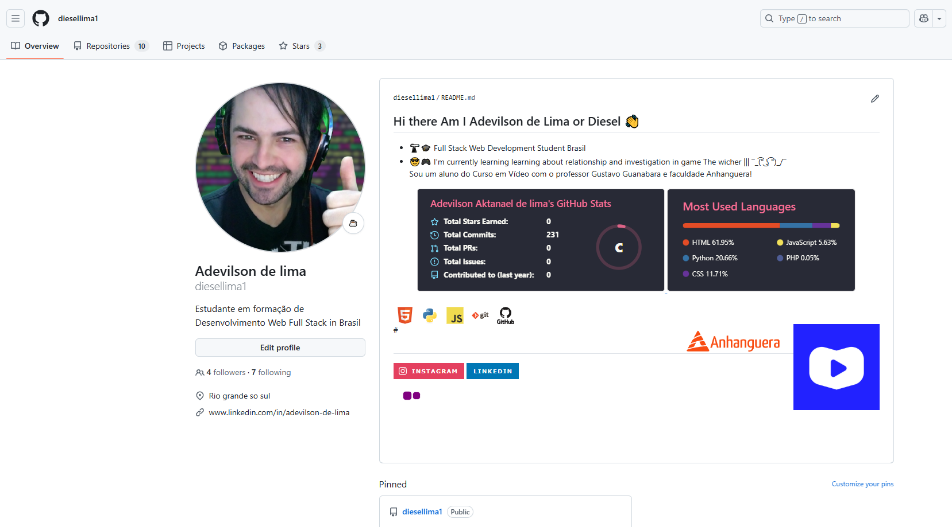 diesellima1
Type / to search
Overview Repositories 10 Projects Packages Stars 3
diesellima1 / README.md
Hi there Am I Adevilson de Lima or Diesel
Full Stack Web Development Student Brasil
I'm currently learning learning about relationship and investigation in game The wicher ||| ¯\_(ツ)_/¯
Sou um aluno do Curso em Vídeo com o professor Gustavo Guanabara e faculdade Anhanguera!
Adevilson Aktanael de lima's GitHub Stats
Total Stars Earned: 0
Total Commits: 231
Total PRs: 0
Total Issues: 0
Contributed to (last year): 0
C
Most Used Languages
HTML 61.95%
JavaScript 5.63%
Python 20.66%
PHP 0.05%
CSS 11.71%
JS
git
GitHub
#
Anhanguera
INSTAGRAM
LINKEDIN
Adevilson de lima
diesellima1
Estudante em formação de
Desenvolvimento Web Full Stack in Brasil
Edit profile
4 followers · 7 following
Rio grande so sul
www.linkedin.com/in/adevilson-de-lima
Pinned
Customize your pins
diesellima1 Public